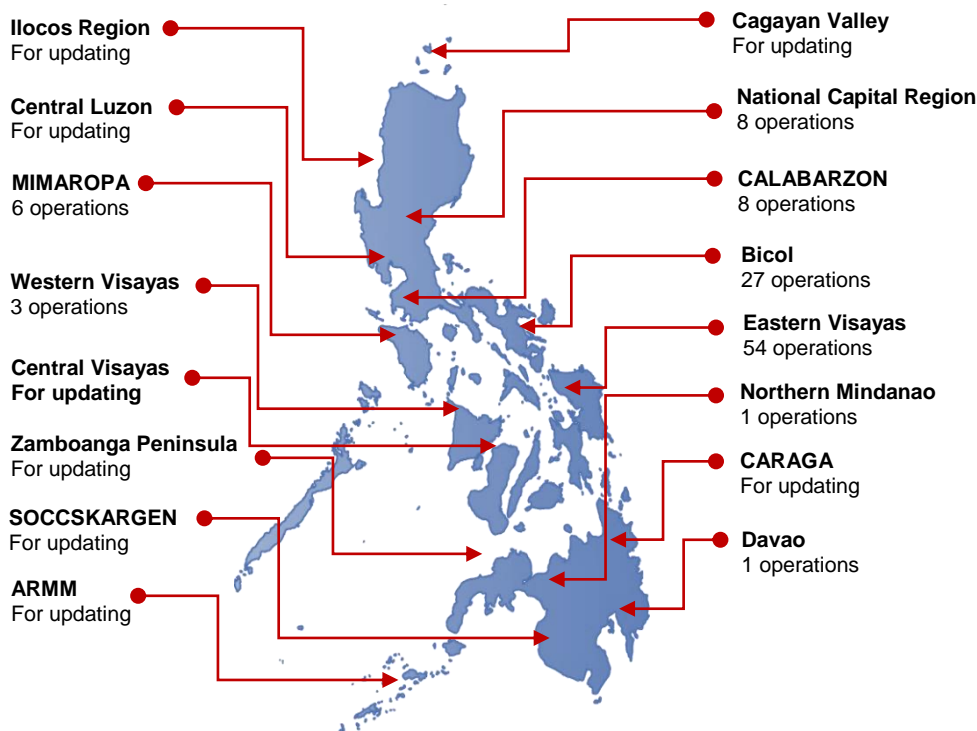 Ilocos Region
For updating
Central Luzon
For updating
MIMAROPA
6 operations
Western Visayas
3 operations
Central Visayas
For updating
Zamboanga Peninsula
For updating
SOCCSKARGEN
For updating
ARMM
For updating
Cagayan Valley
For updating
National Capital Region
8 operations
CALABARZON
8 operations
Bicol
27 operations
Eastern Visayas
54 operations
Northern Mindanao
1 operations
CARAGA
For updating
Davao
1 operations